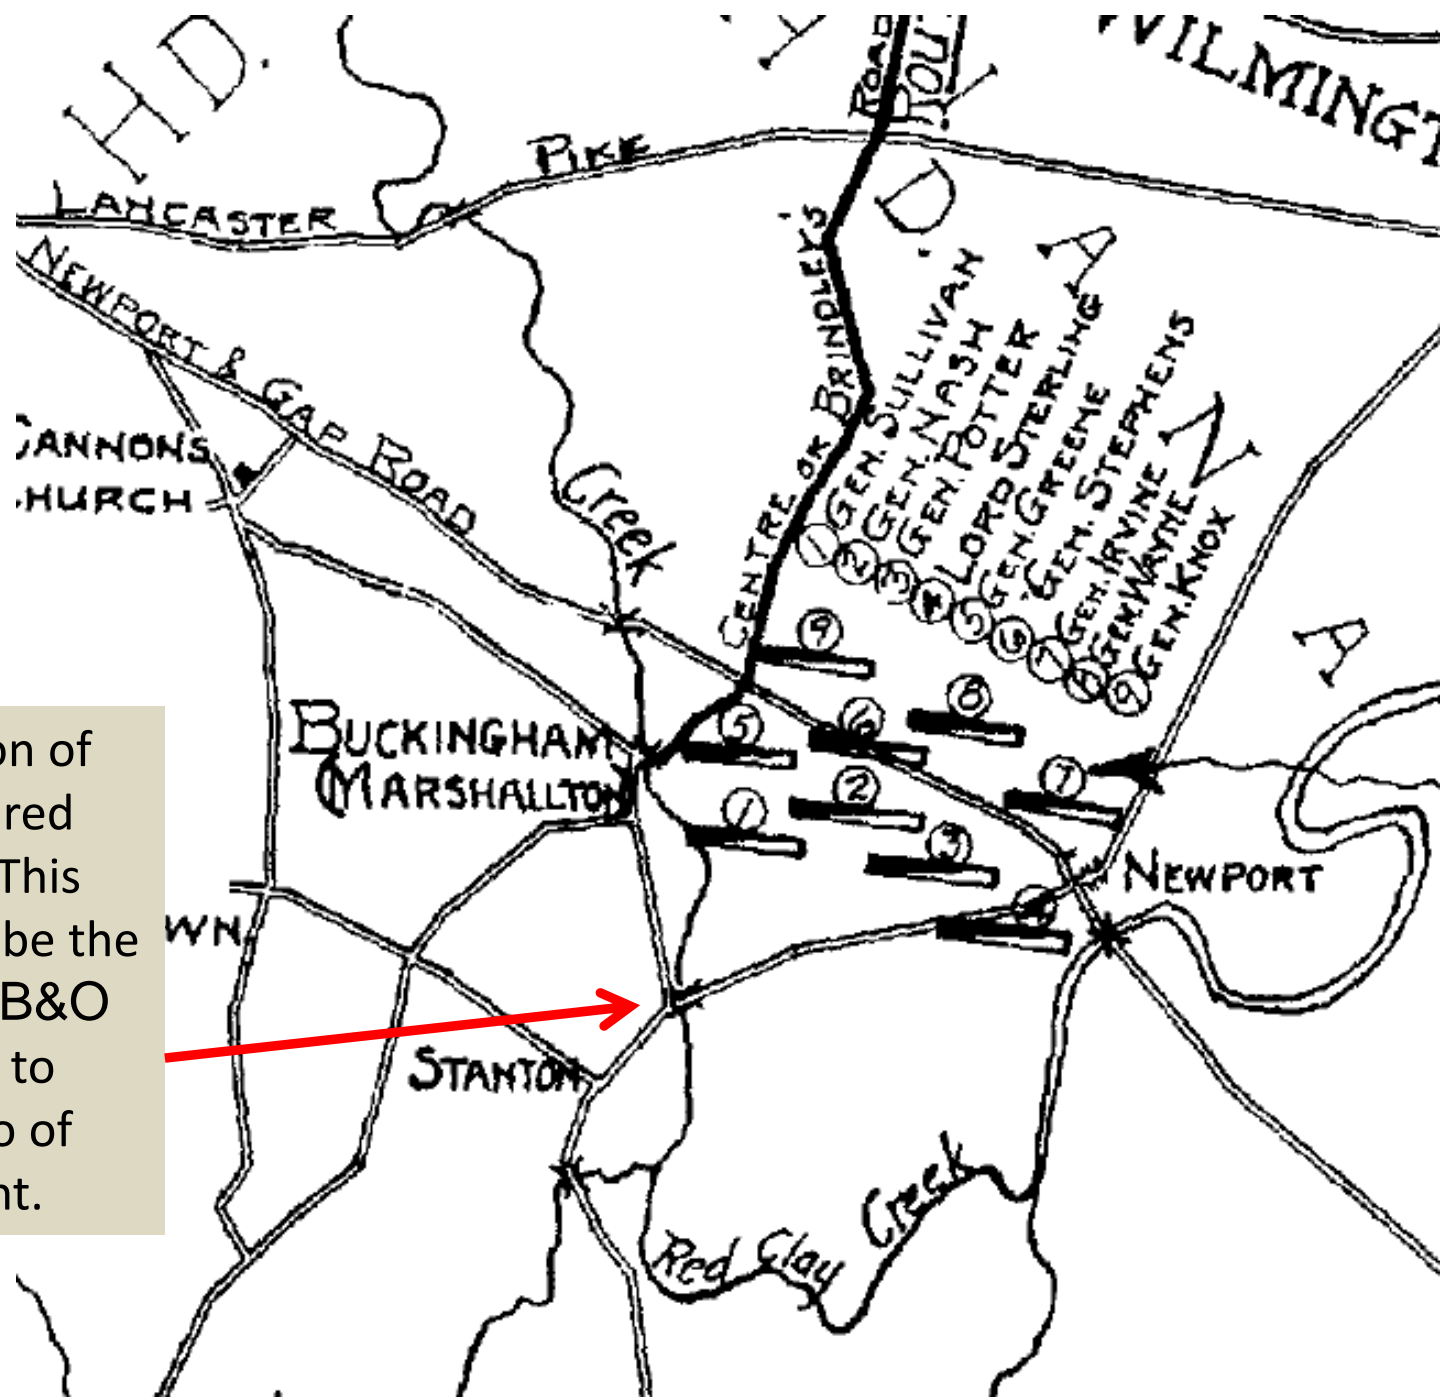 HD.
D.
A
N
A
WILMINGT
ROAD
ROU
LANCASTER PIKE
NEWPORT & GAP ROAD
CENTRE OR BRINDLEY'S
CANNONS
CHURCH
Creek
① GEN. SULLIVAN
② GEN. NASH
③ GEN. POTTER
④ LORD STERLING
⑤ GEN. GREENE
⑥ GEN. STEPHENS
⑦ GEN. IRVINE
⑧ GEN. WAYNE
⑨ GEN. KNOX
⑨
⑧
⑤
⑥
⑦
①
②
③
④
BUCKINGHAM
MARSHALLTON
NEWPORT
WN
STANTON
Red Clay Creek
on of
red
This
be the
B&O
to
o of
nt.